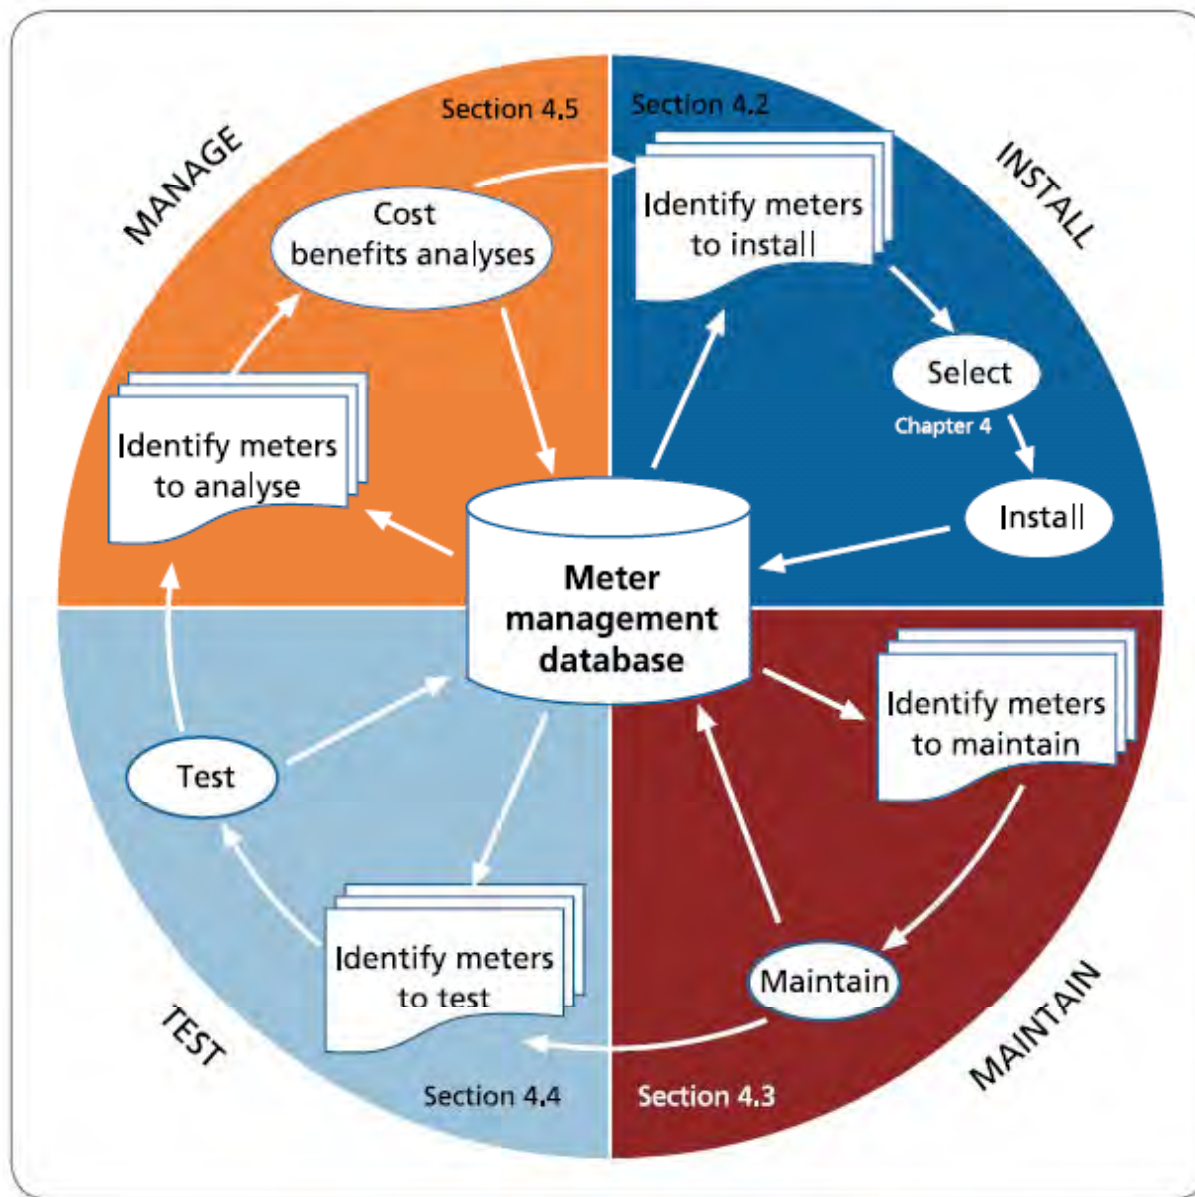 MANAGE
Section 4.5
Cost
benefits analyses
Identify meters
to analyse
Section 4.2
INSTALL
Identify meters
to install
Select
Chapter 4
Install
Meter
management
database
Identify meters
to maintain
Maintain
MAINTAIN
Section 4.3
Test
Identify meters
to test
TEST
Section 4.4